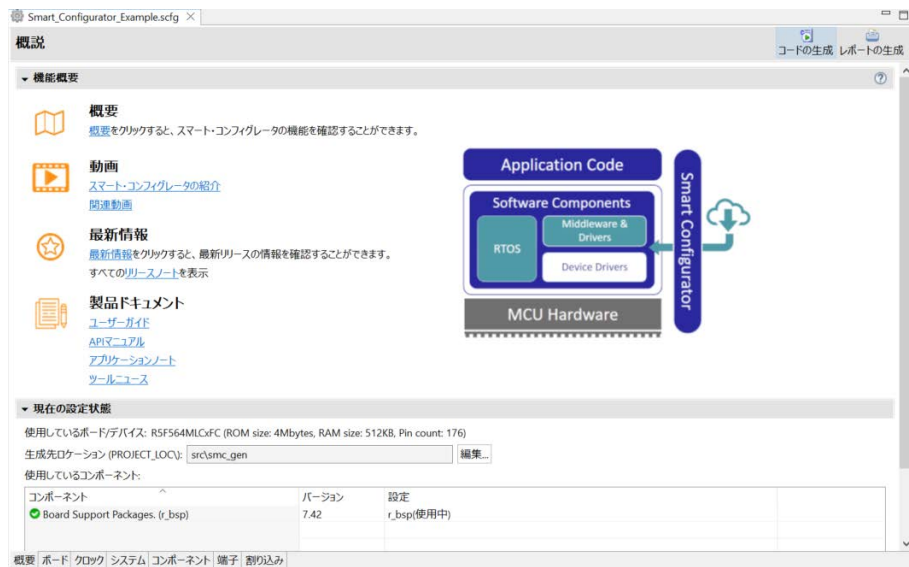 Smart_Configurator_Example.scfg
概説
コードの生成 レポートの生成
機能概要
概要
概要をクリックすると、スマート・コンフィグレータの機能を確認することができます。
動画
スマート・コンフィグレータの紹介
関連動画
最新情報
最新情報をクリックすると、最新リリースの情報を確認することができます。
すべてのリリースノートを表示
製品ドキュメント
ユーザーガイド
APIマニュアル
アプリケーションノート
ツールニュース
Application Code
Software Components
RTOS
Middleware &
Drivers
Device Drivers
MCU Hardware
Smart Configurator
現在の設定状態
使用しているボード/デバイス: R5F564MLCxFC (ROM size: 4Mbytes, RAM size: 512KB, Pin count: 176)
生成先ロケーション (PROJECT_LOC\): src\smc_gen 編集...
使用しているコンポーネント:
コンポーネント バージョン 設定
Board Support Packages. (r_bsp) 7.42 r_bsp(使用中)
概要 ボード クロック システム コンポーネント 端子 割り込み